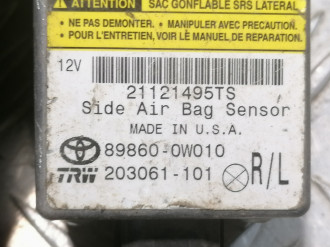 ATTENTION SAC GONFLABLE SRS LATERAL
• NE PAS DEMONTER. • MANIPULER AVEC PRECAUTION.
• POUR L'ENTRETIEN, VOIR LE MANUEL DE REPARATION.
12V
21121495TS
Side Air Bag Sensor
MADE IN U.S.A.
89860-0W010
TRW 203061-101 R/L